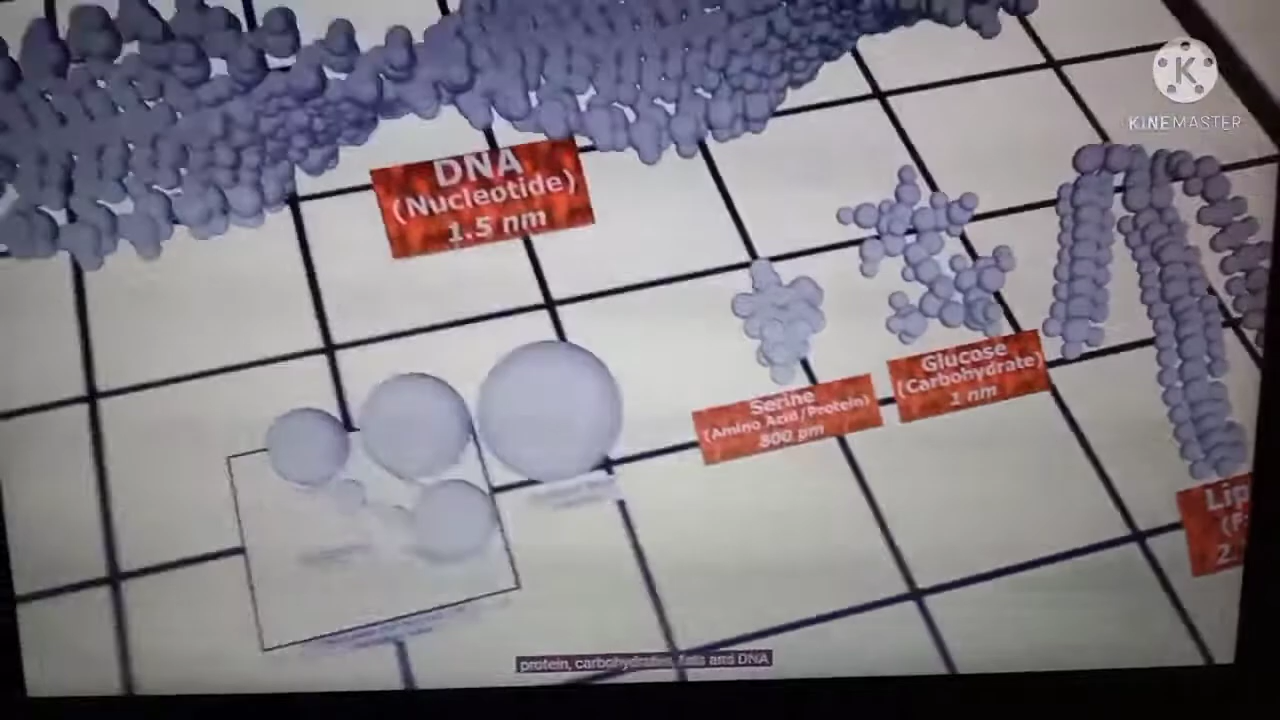 KINEMASTER
DNA
(Nucleotide)
1.5 nm
Serine
(Amino Acid/Protein)
800 pm
Glucose
(Carbohydrate)
1 nm
Lip
2.
protein, carbohydrates, fats and DNA